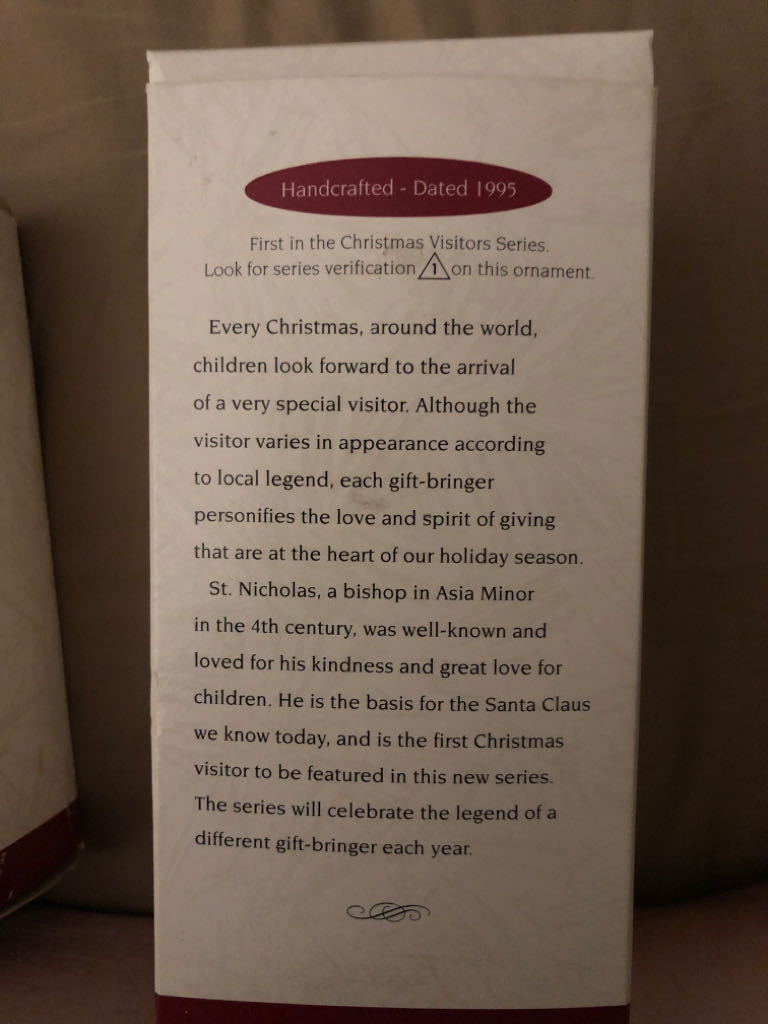 Handcrafted - Dated 1995
First in the Christmas Visitors Series.
Look for series verification 1 on this ornament.
Every Christmas, around the world,
children look forward to the arrival
of a very special visitor. Although the
visitor varies in appearance according
to local legend, each gift-bringer
personifies the love and spirit of giving
that are at the heart of our holiday season.
St. Nicholas, a bishop in Asia Minor
in the 4th century, was well-known and
loved for his kindness and great love for
children. He is the basis for the Santa Claus
we know today, and is the first Christmas
visitor to be featured in this new series.
The series will celebrate the legend of a
different gift-bringer each year.